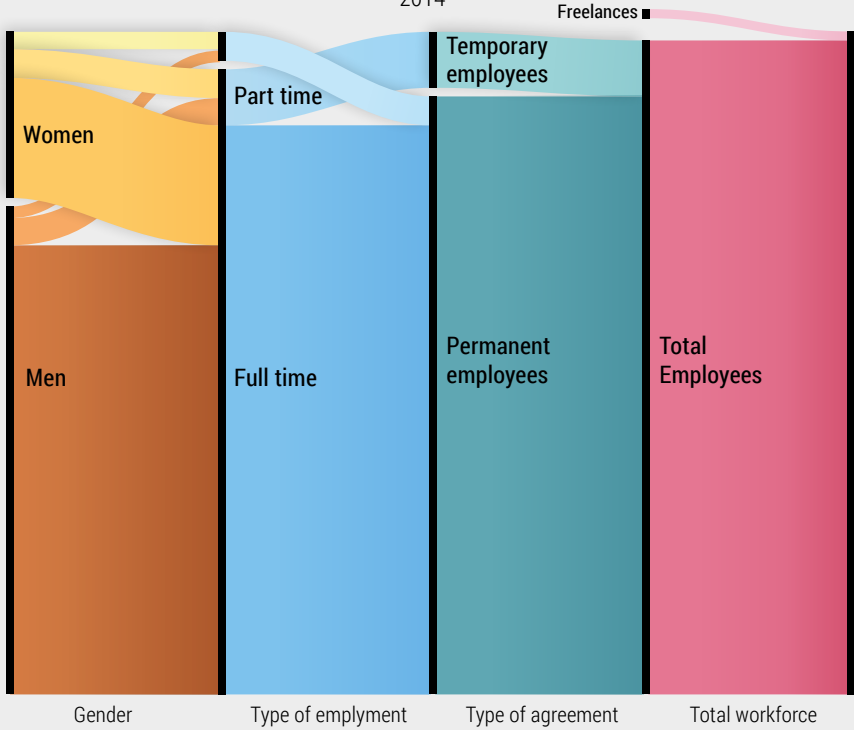 2014
Freelances
Temporary
employees
Part time
Women
Men
Full time
Permanent
employees
Total
Employees
Gender
Type of emplyment
Type of agreement
Total workforce